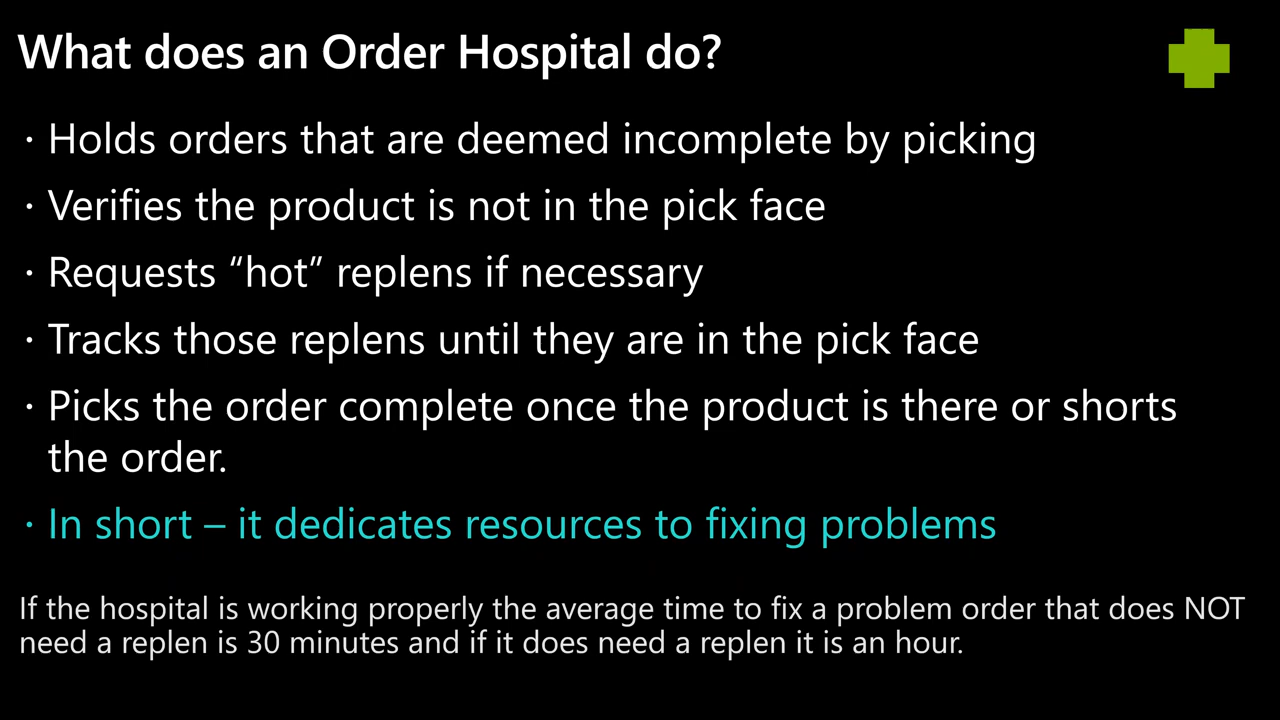 What does an Order Hospital do?
· Holds orders that are deemed incomplete by picking
· Verifies the product is not in the pick face
· Requests “hot” replens if necessary
· Tracks those replens until they are in the pick face
· Picks the order complete once the product is there or shorts
the order.
· In short – it dedicates resources to fixing problems
If the hospital is working properly the average time to fix a problem order that does NOT
need a replen is 30 minutes and if it does need a replen it is an hour.